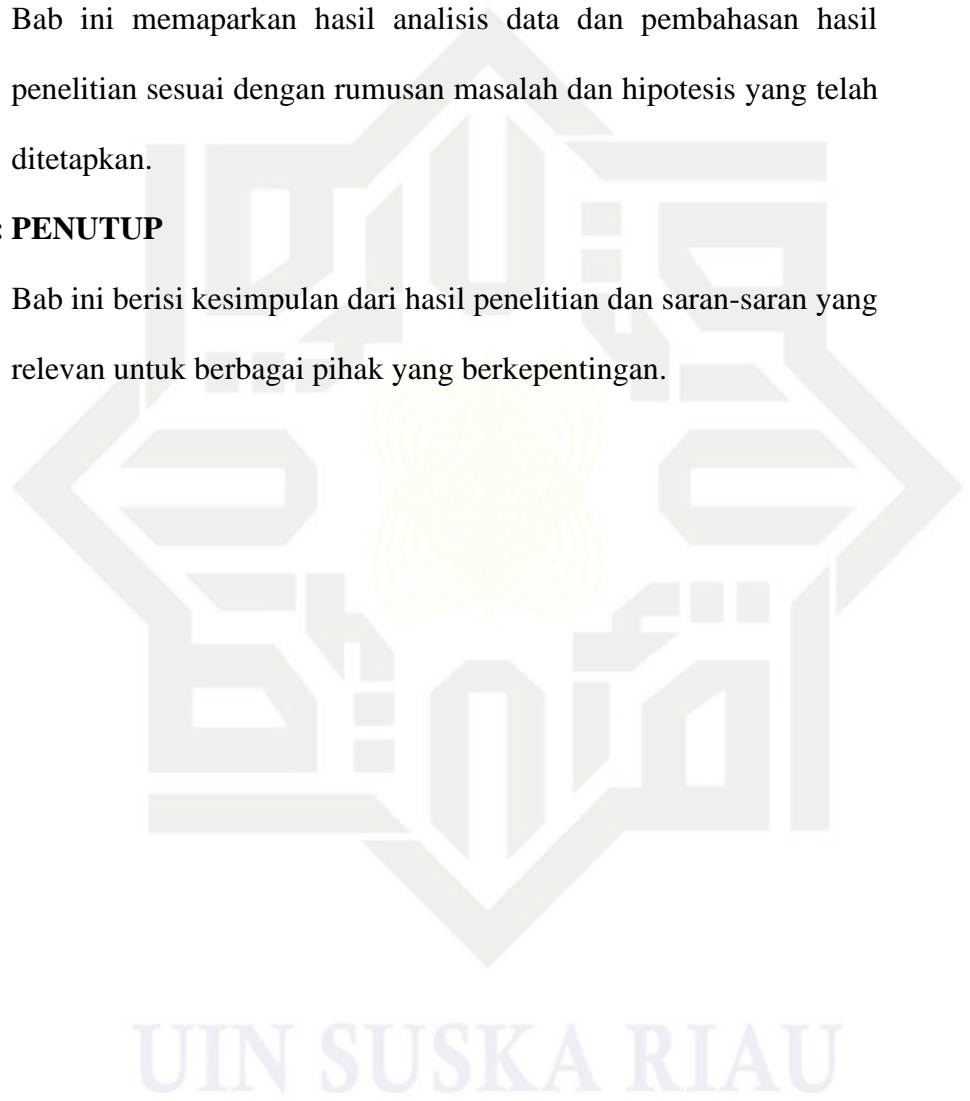 Bab ini memaparkan hasil analisis data dan pembahasan hasil
penelitian sesuai dengan rumusan masalah dan hipotesis yang telah
ditetapkan.
: PENUTUP
Bab ini berisi kesimpulan dari hasil penelitian dan saran-saran yang
relevan untuk berbagai pihak yang berkepentingan.
UIN SUSKA RIAU